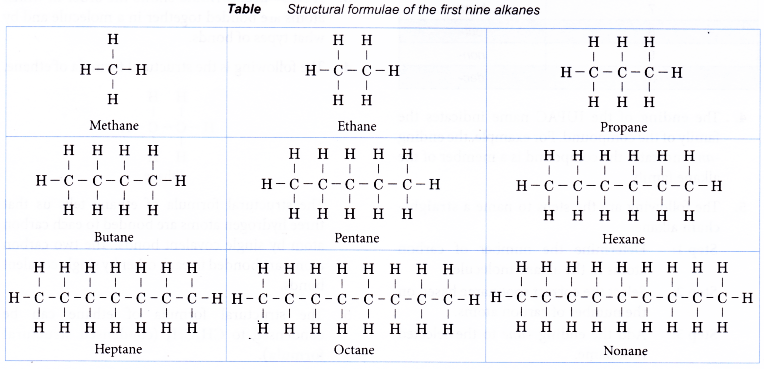 Table Structural formulae of the first nine alkanes
H
H–C–H
H
Methane
H H
H–C–C–H
H H
Ethane
H H H
H–C–C–C–H
H H H
Propane
H H H H
H–C–C–C–C–H
H H H H
Butane
H H H H H
H–C–C–C–C–C–H
H H H H H
Pentane
H H H H H H
H–C–C–C–C–C–C–H
H H H H H H
Hexane
H H H H H H H
H–C–C–C–C–C–C–C–H
H H H H H H H
Heptane
H H H H H H H H
H–C–C–C–C–C–C–C–C–H
H H H H H H H H
Octane
H H H H H H H H H
H–C–C–C–C–C–C–C–C–C–H
H H H H H H H H H
Nonane